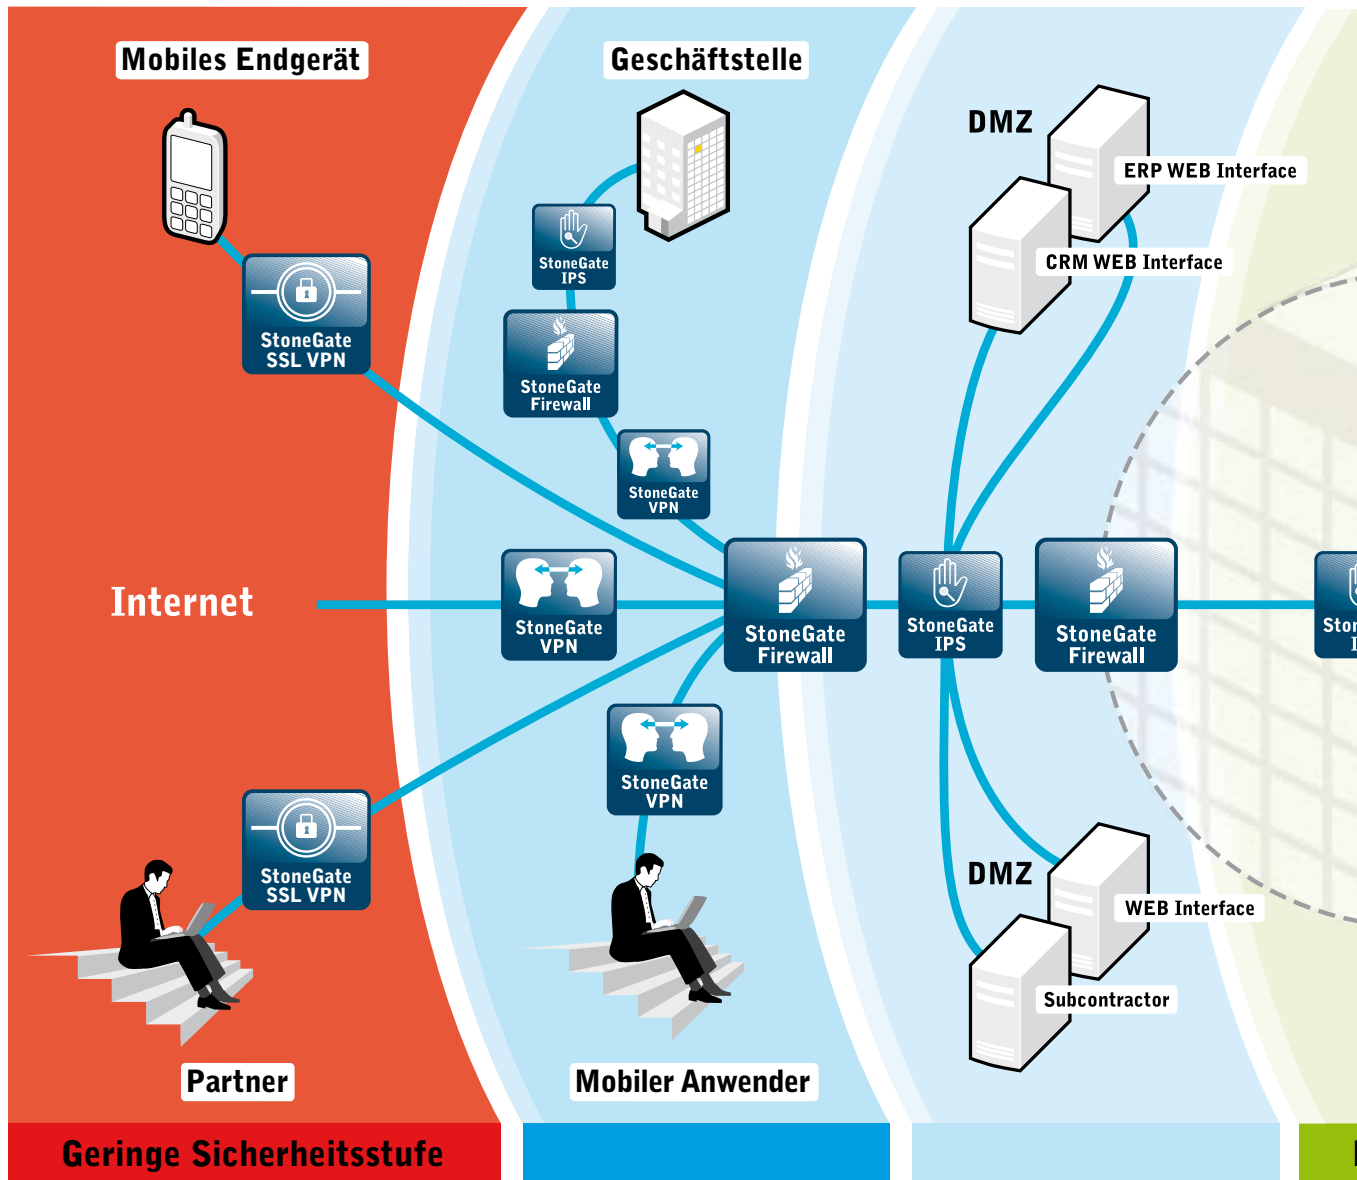 Mobiles Endgerät
Geschäftstelle
DMZ
ERP WEB Interface
CRM WEB Interface
StoneGate
IPS
StoneGate
SSL VPN
StoneGate
Firewall
StoneGate
VPN
Internet
StoneGate
VPN
StoneGate
Firewall
StoneGate
IPS
StoneGate
Firewall
StoneGate
VPN
StoneGate
SSL VPN
DMZ
WEB Interface
Subcontractor
Partner
Mobiler Anwender
Geringe Sicherheitsstufe